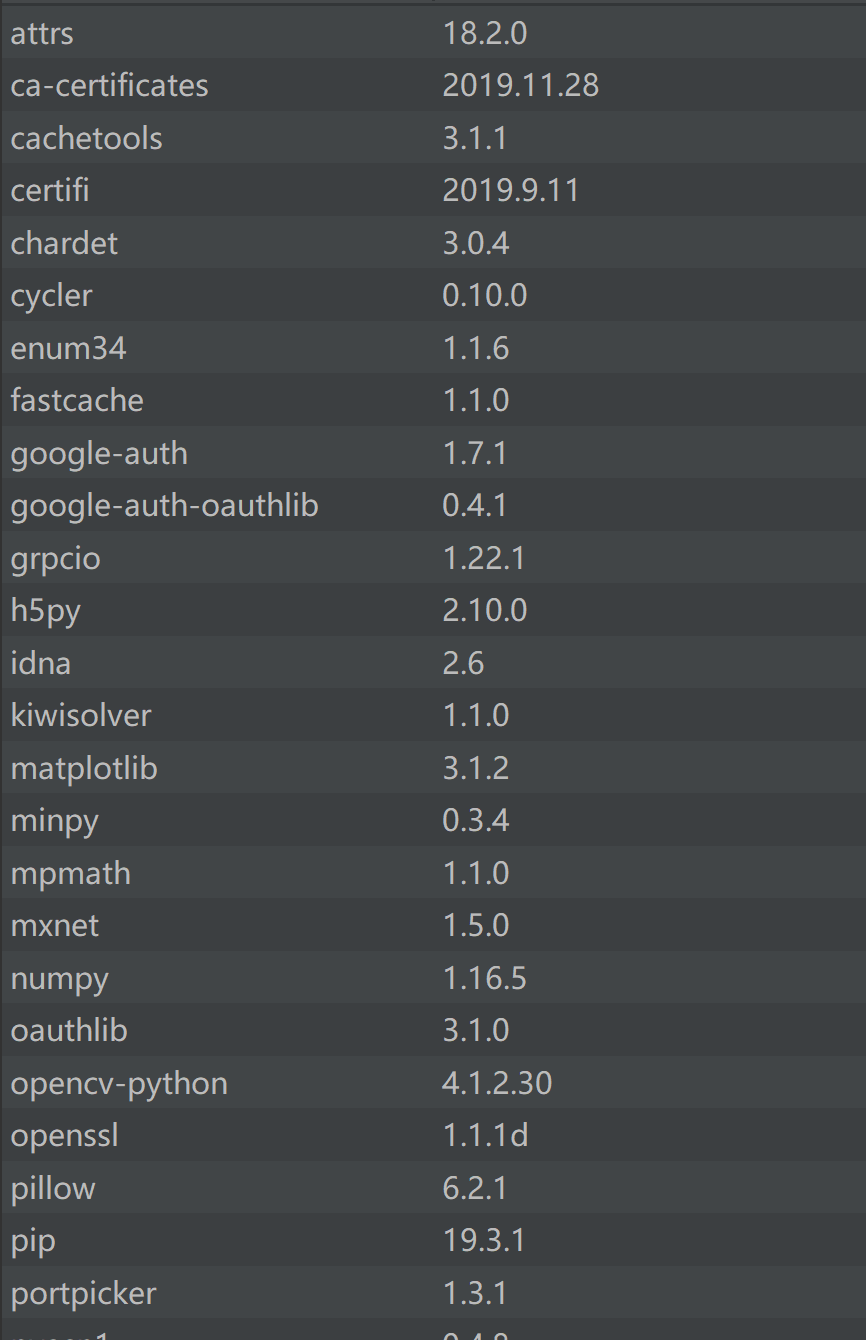 attrs 18.2.0
ca-certificates 2019.11.28
cachetools 3.1.1
certifi 2019.9.11
chardet 3.0.4
cycler 0.10.0
enum34 1.1.6
fastcache 1.1.0
google-auth 1.7.1
google-auth-oauthlib 0.4.1
grpcio 1.22.1
h5py 2.10.0
idna 2.6
kiwisolver 1.1.0
matplotlib 3.1.2
minpy 0.3.4
mpmath 1.1.0
mxnet 1.5.0
numpy 1.16.5
oauthlib 3.1.0
opencv-python 4.1.2.30
openssl 1.1.1d
pillow 6.2.1
pip 19.3.1
portpicker 1.3.1